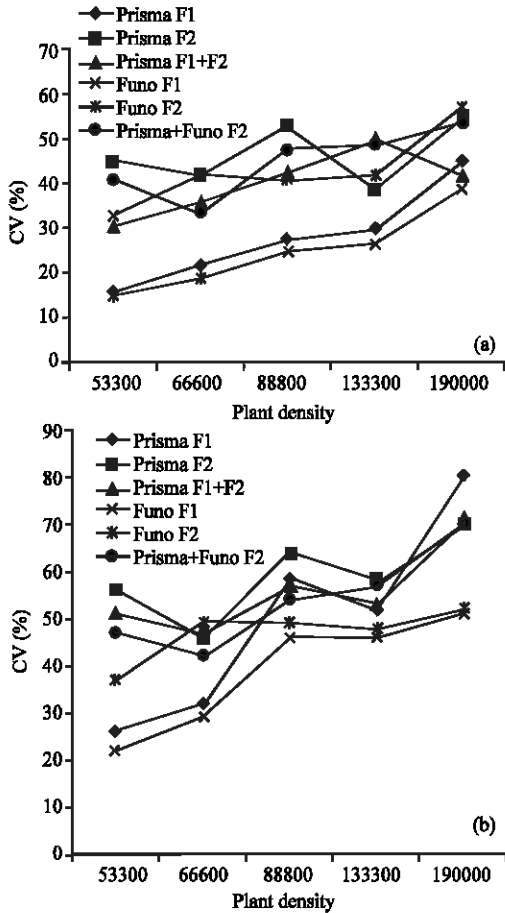 Prisma F1
Prisma F2
Prisma F1+F2
Funo F1
Funo F2
Prisma+Funo F2
70
60
50
40
30
20
10
0
CV (%)
(a)
53300 66600 88800 133300 190000
Plant density
90
80
70
60
50
40
30
20
10
0
CV (%)
Prisma F1
Prisma F2
Prisma F1+F2
Funo F1
Funo F2
Prisma+Funo F2
(b)
53300 66600 88800 133300 190000
Plant density